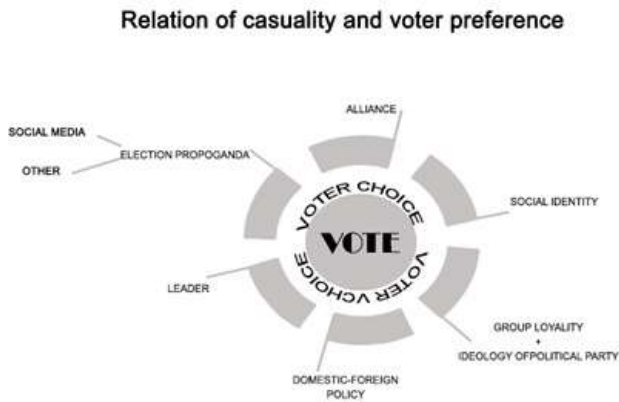 Relation of casuality and voter preference
ALLIANCE
SOCIAL MEDIA
ELECTION PROPOGANDA
OTHER
VOTER CHOICE
SOCIAL IDENTITY
VOTE
VOTER VCHOICE
LEADER
GROUP LOYALITY
+
IDEOLOGY OFPOLITICAL PARTY
DOMESTIC-FOREIGN
POLICY